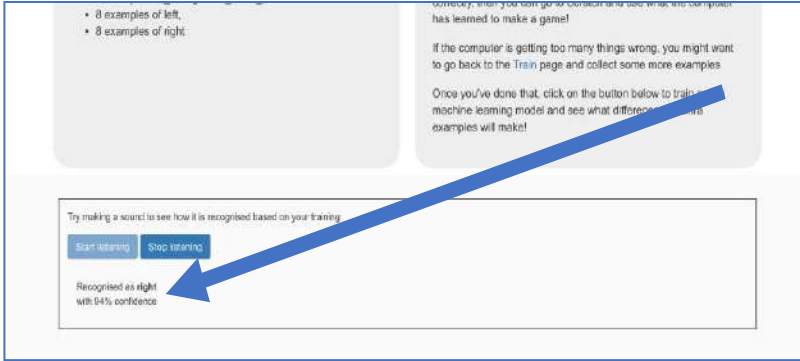 • 8 examples of left,
• 8 examples of right
has learned to make a game!
If the computer is getting too many things wrong, you might want
to go back to the Train page and collect some more examples
Once you've done that, click on the button below to train
machine learning model and see what
examples will make!
Try making a sound to see how it is recognised based on your training
Start listening
Stop listening
Recognised as right
with 94% confidence